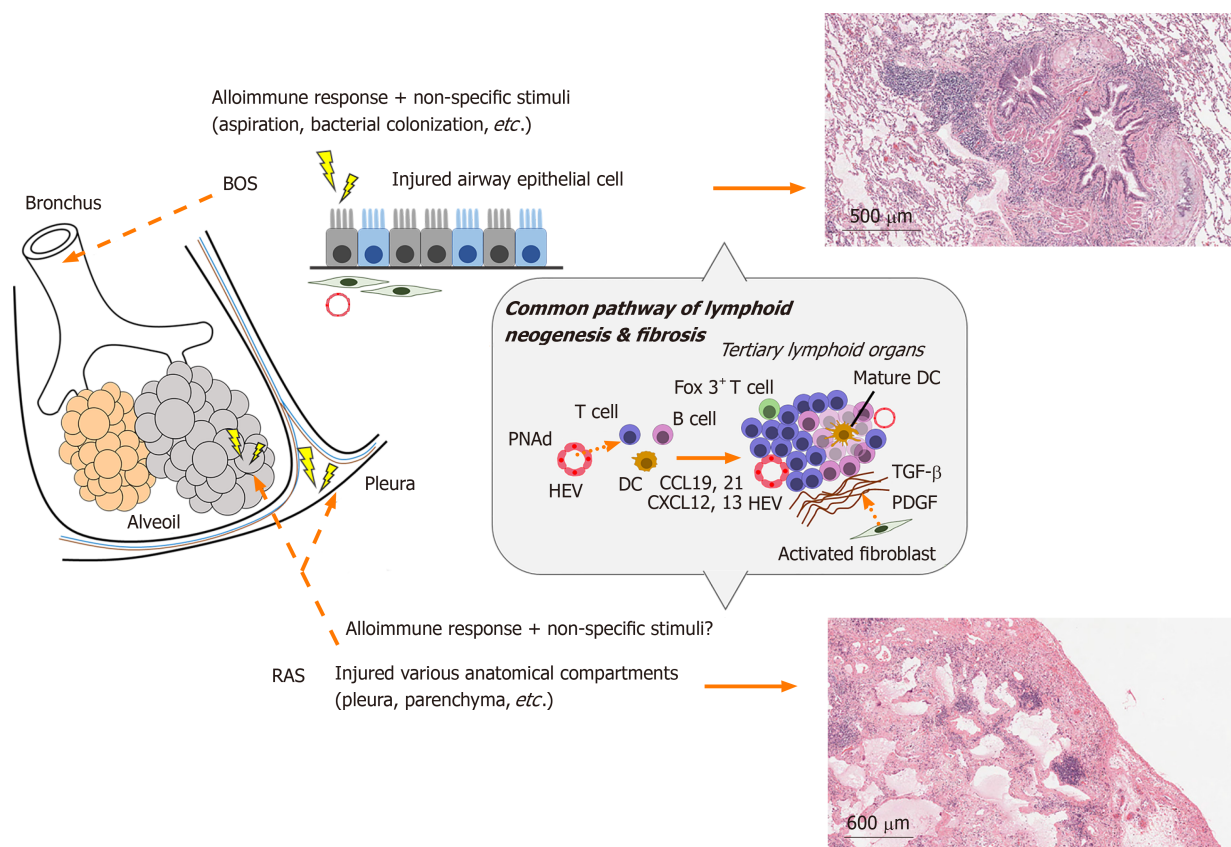 Alloimmune response + non-specific stimuli
(aspiration, bacterial colonization, etc.)
BOS
Injured airway epithelial cell
Bronchus
500 µm
Common pathway of lymphoid
neogenesis & fibrosis
Tertiary lymphoid organs
Mature DC
Fox 3+ T cell
T cell
B cell
PNAd
HEV
DC
CCL19, 21
CXCL12, 13
HEV
TGF-β
PDGF
Activated fibroblast
Pleura
Alveoil
Alloimmune response + non-specific stimuli?
RAS
Injured various anatomical compartments
(pleura, parenchyma, etc.)
600 µm